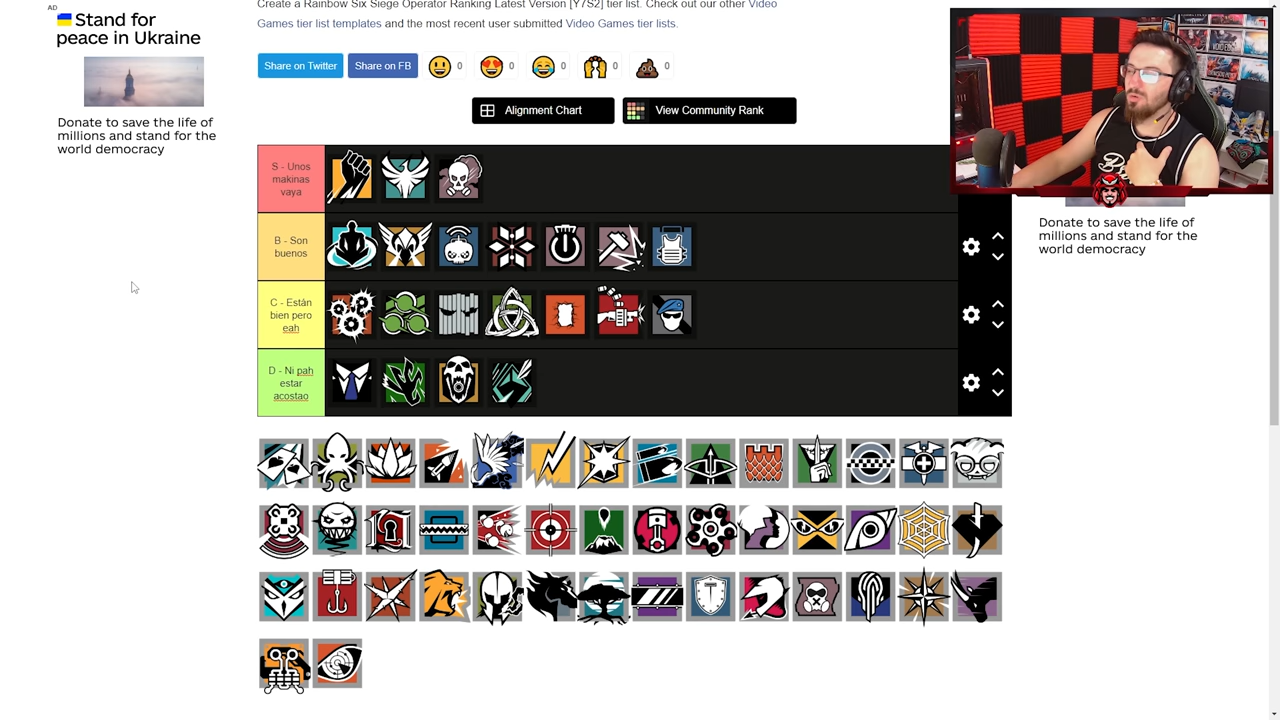 AD
Stand for
peace in Ukraine
Donate to save the life of
millions and stand for the
world democracy
Create a Rainbow Six Siege Operator Ranking Latest Version [Y7S2] tier list. Check out our other Video
Games tier list templates and the most recent user submitted Video Games tier lists.
Share on Twitter
Share on FB
0
0
0
0
0
Alignment Chart
View Community Rank
S - Unos
makinas
vaya
B - Son
buenos
C - Están
bien pero
eah
D - Ni pah
estar
acostao
Donate to save the life of
millions and stand for the
world democracy